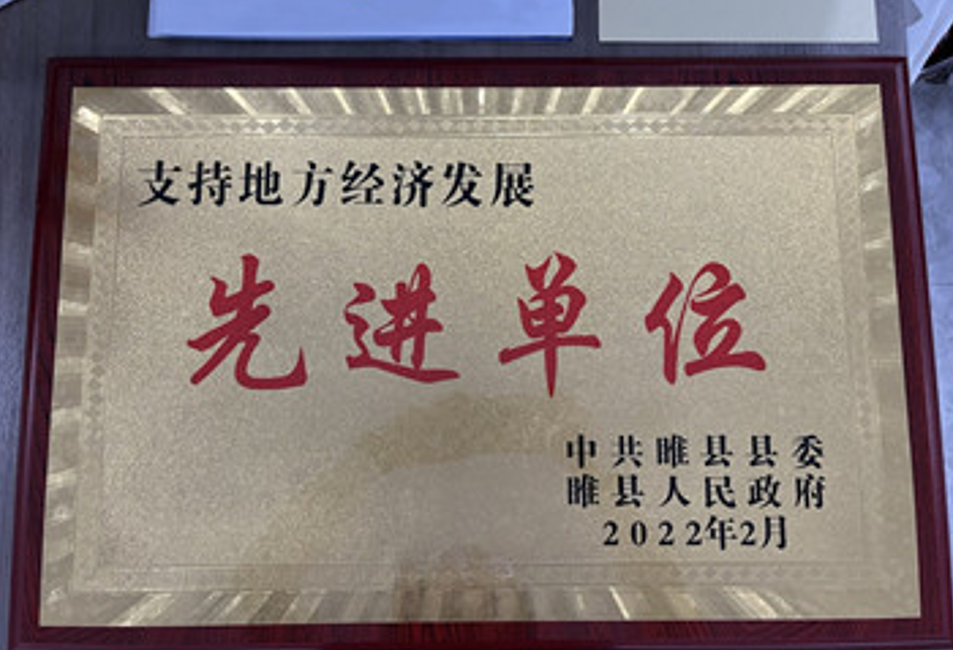 支持地方经济发展
先进单位
中共睢县县委
睢县人民政府
2022年2月